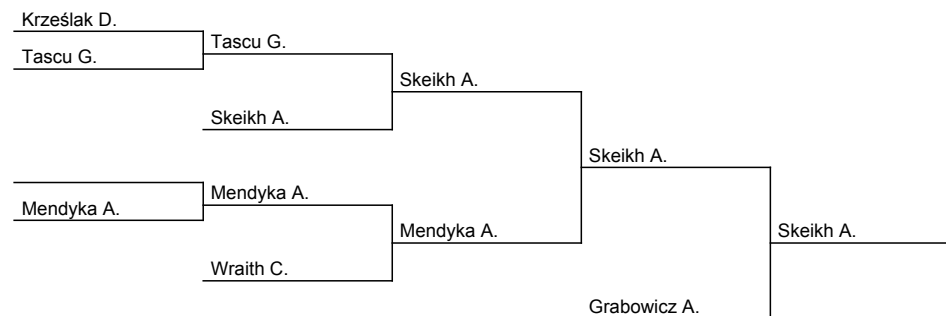 Krześlak D.
Tascu G.
Tascu G.
Skeikh A.
Skeikh A.
Skeikh A.
Mendyka A.
Mendyka A.
Mendyka A.
Skeikh A.
Wraith C.
Grabowicz A.